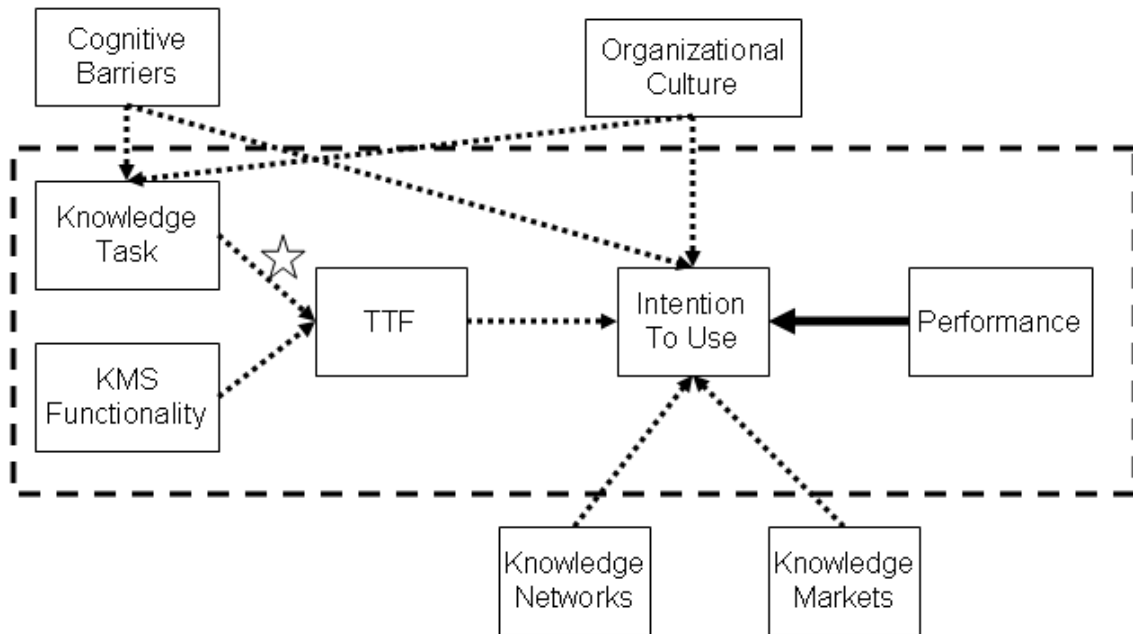 Cognitive
Barriers
Organizational
Culture
Knowledge
Task
TTF
Intention
To Use
Performance
KMS
Functionality
Knowledge
Networks
Knowledge
Markets